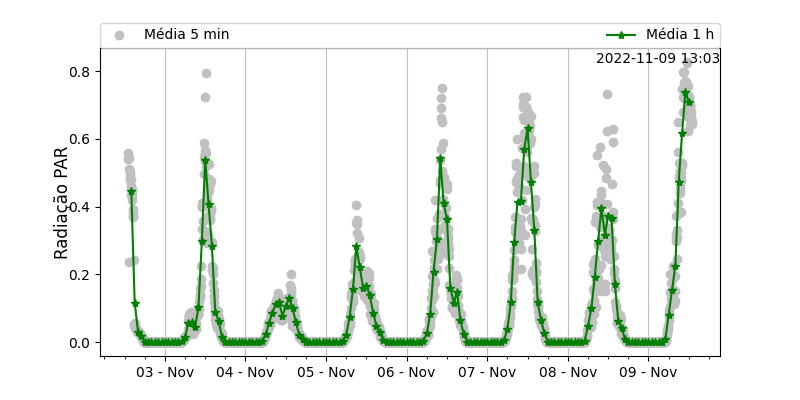 Média 5 min
Média 1 h
2022-11-09 13:03
Radiação PAR
0.8
0.6
0.4
0.2
0.0
03 - Nov
04 - Nov
05 - Nov
06 - Nov
07 - Nov
08 - Nov
09 - Nov